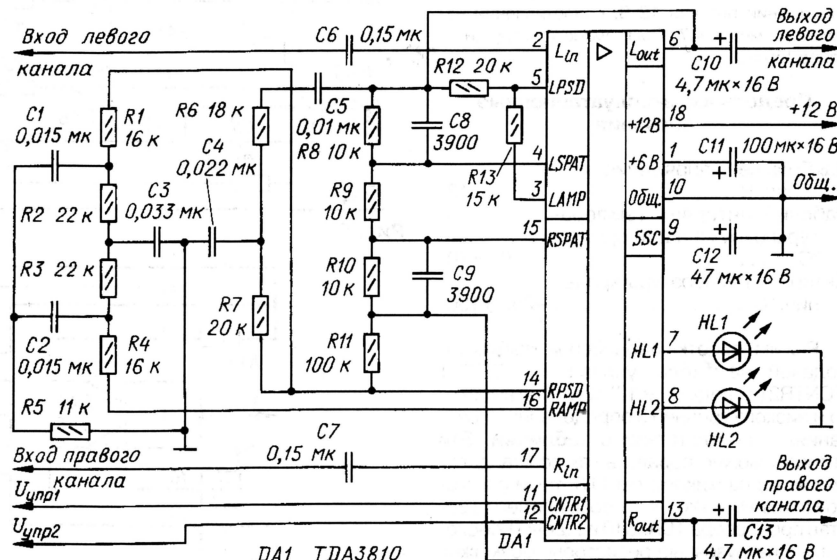 Вход левого
канала
C6
0,15 мк
2
L in
▷
L out
6
C10
4,7 мк×16 В
Выход
левого
канала
C1
0,015 мк
R1
16 к
R6 18 к
C4
0,022 мк
C5
0,01 мк
R8 10 к
R12 20 к
5
LPSD
C8
3900
R13
15 к
4
LSPAT
3
LAMP
+12В
18
+12 В
+6 В
1
C11
100 мк×16 В
Общ.
10
Общ.
SSC
9
C12
47 мк×16 В
R2 22 к
C3
0,033 мк
R9
10 к
15
RSPAT
R3 22 к
R10
10 к
C9
3900
C2
0,015 мк
R4
16 к
R7
20 к
R11
100 к
14
RPSD
16
RAMP
R5 11 к
HL1
7
HL1
HL2
8
HL2
Вход правого
канала
C7
0,15 мк
17
R in
Uупр1
11
CNTR1
Uупр2
12
CNTR2
R out
13
C13
4,7 мк×16 В
Выход
правого
канала
DA1 TDA3810
DA1